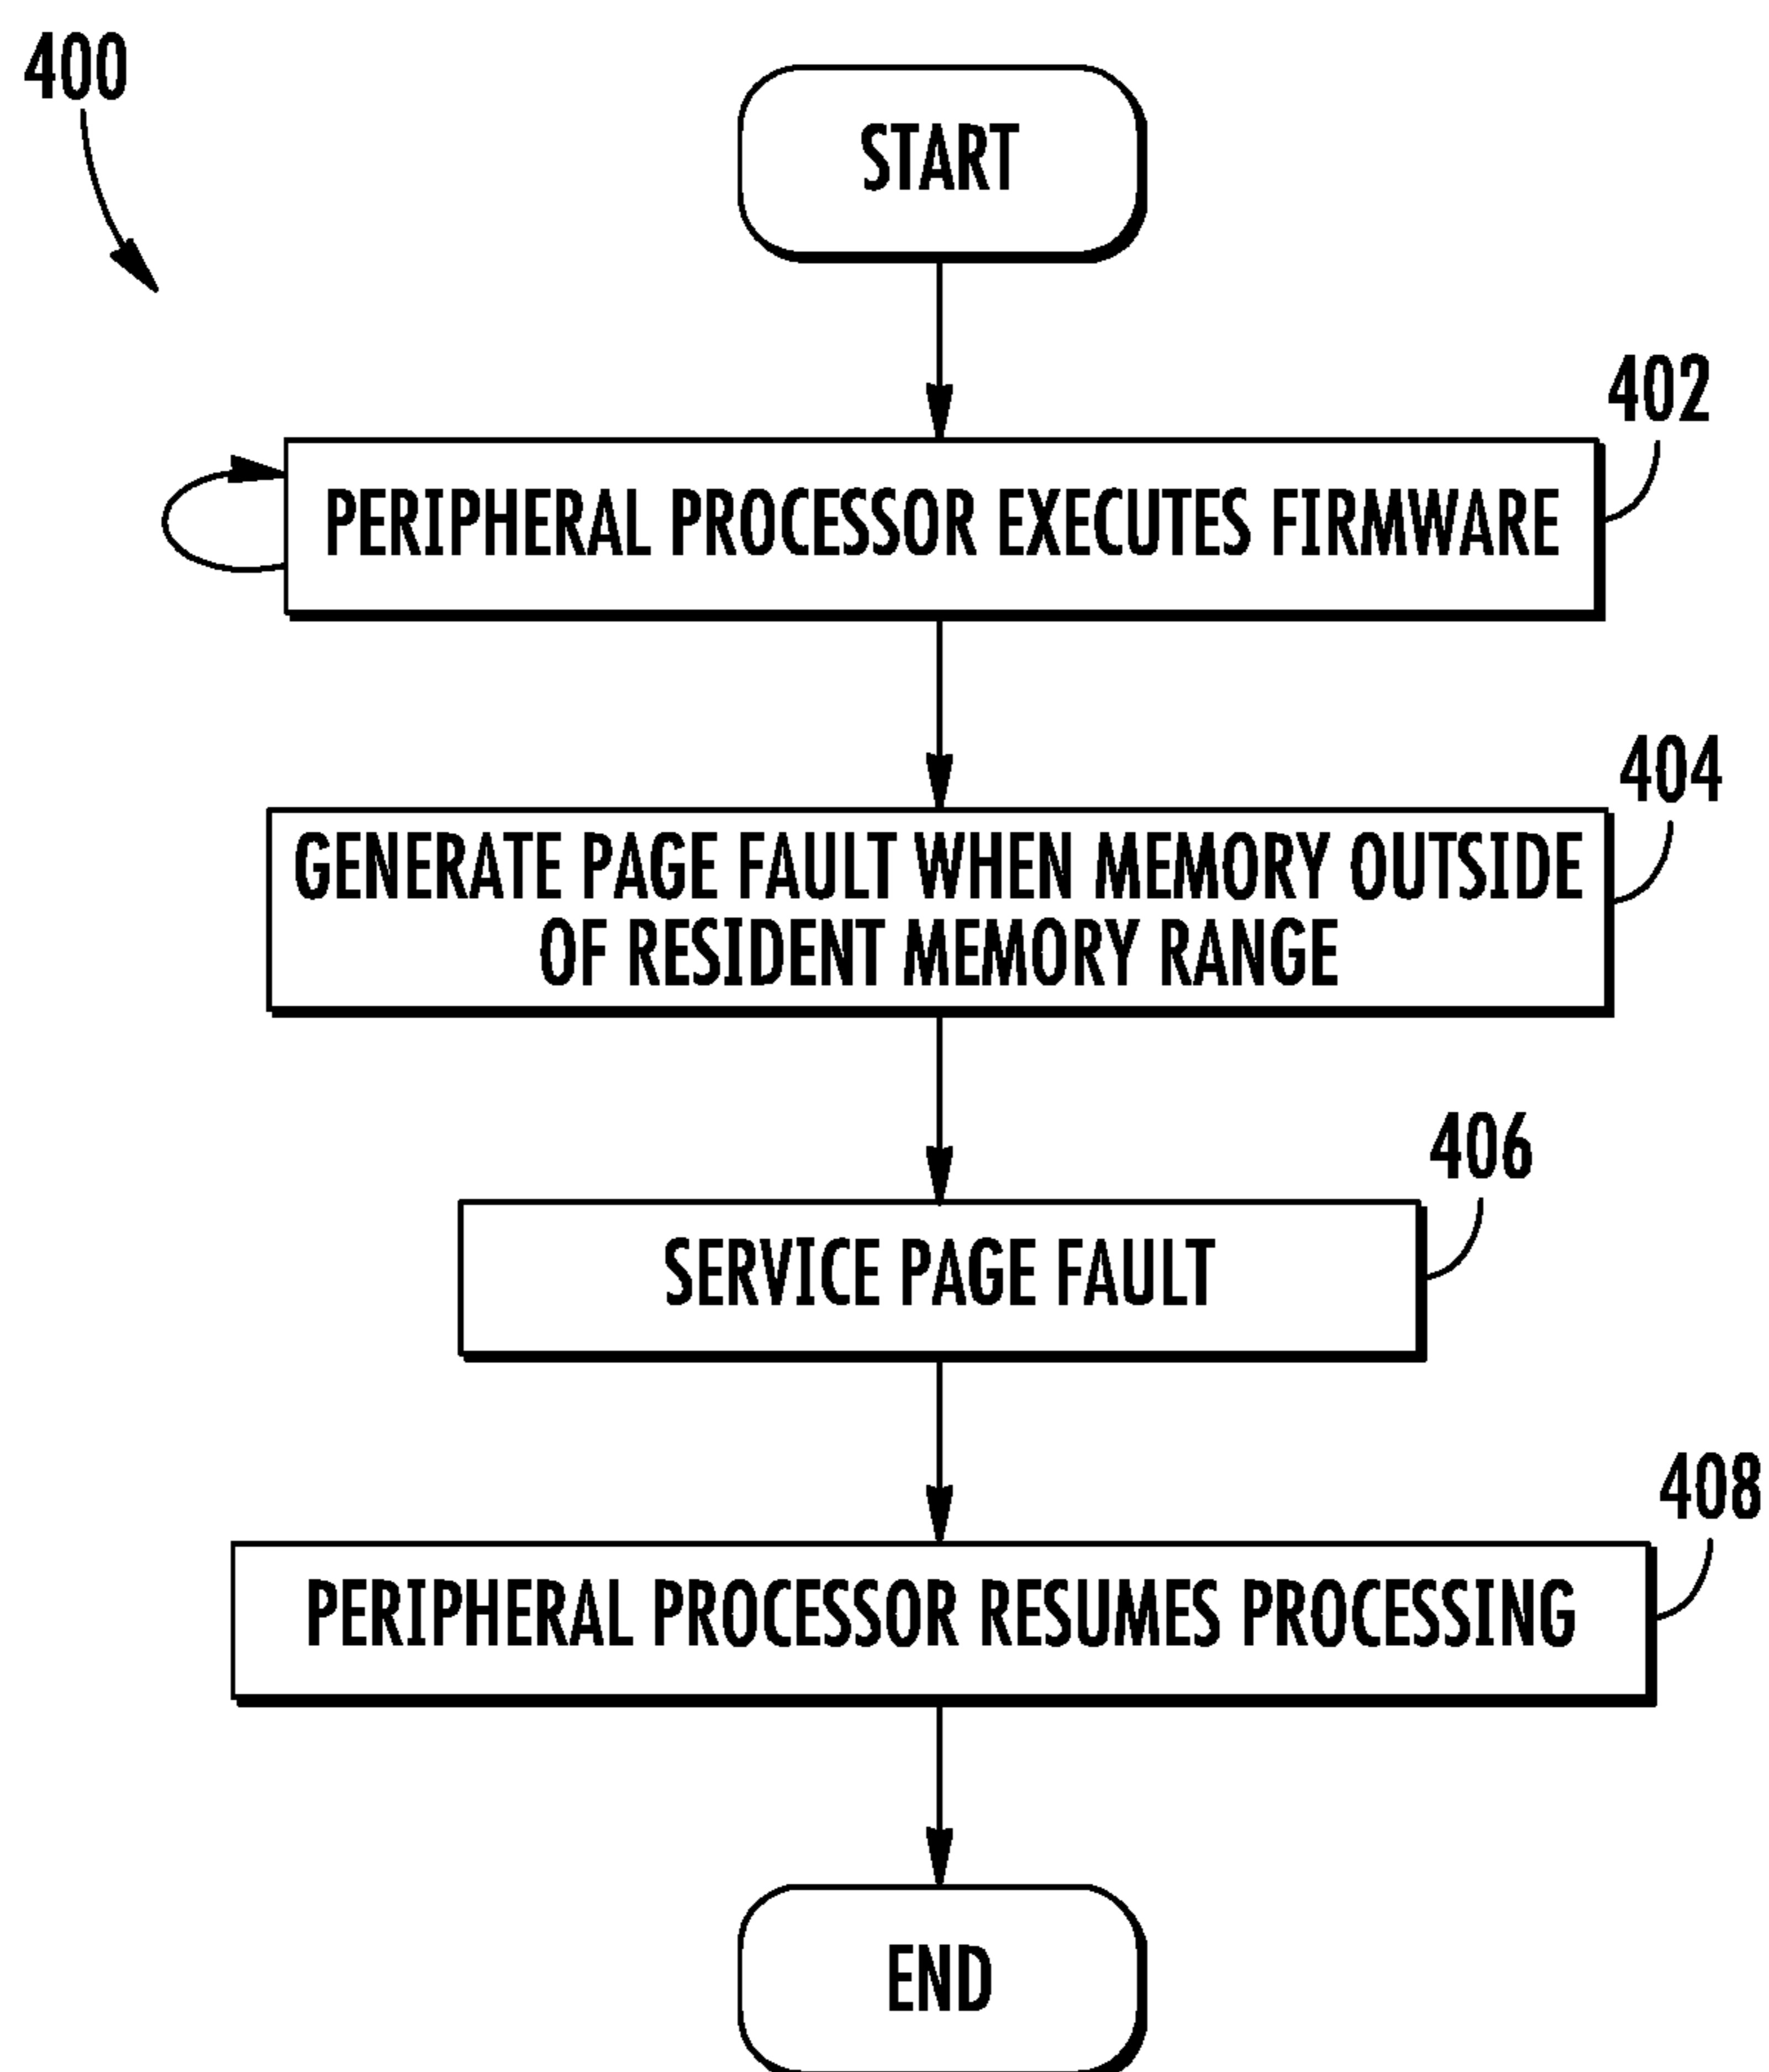 400
START
402
PERIPHERAL PROCESSOR EXECUTES FIRMWARE
404
GENERATE PAGE FAULT WHEN MEMORY OUTSIDE
OF RESIDENT MEMORY RANGE
406
SERVICE PAGE FAULT
408
PERIPHERAL PROCESSOR RESUMES PROCESSING
END